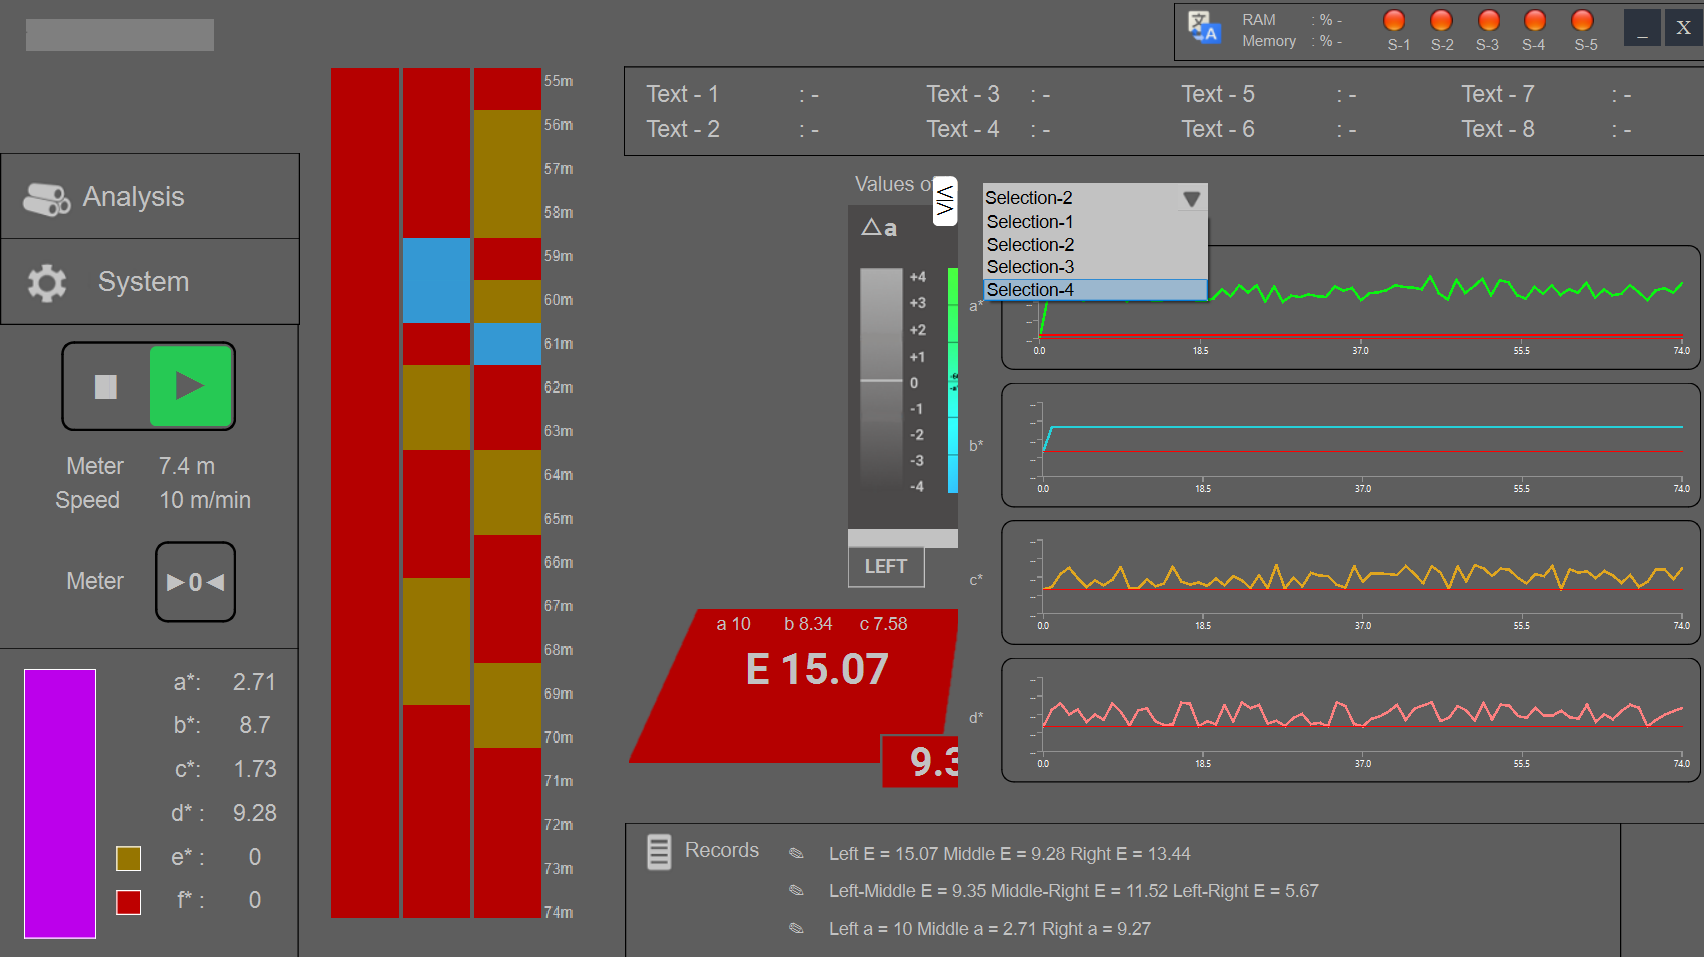 RAM : % -
Memory : % -
S-1 S-2 S-3 S-4 S-5
_ X
Text - 1 : -
Text - 3 : -
Text - 5 : -
Text - 7 : -
Text - 2 : -
Text - 4 : -
Text - 6 : -
Text - 8 : -
Analysis
System
Meter 7.4 m
Speed 10 m/min
Meter
0
a*: 2.71
b*: 8.7
c*: 1.73
d* : 9.28
e* : 0
f* : 0
55m
56m
57m
58m
59m
60m
61m
62m
63m
64m
65m
66m
67m
68m
69m
70m
71m
72m
73m
74m
Values o
△a
+4
+3
+2
+1
0
-1
-2
-3
-4
LEFT
a 10 b 8.34 c 7.58
E 15.07
9.3
Selection-2
Selection-1
Selection-2
Selection-3
Selection-4
a*
0.0 18.5 37.0 55.5 74.0
b*
0.0 18.5 37.0 55.5 74.0
c*
0.0 18.5 37.0 55.5 74.0
d*
0.0 18.5 37.0 55.5 74.0
Records
Left E = 15.07 Middle E = 9.28 Right E = 13.44
Left-Middle E = 9.35 Middle-Right E = 11.52 Left-Right E = 5.67
Left a = 10 Middle a = 2.71 Right a = 9.27